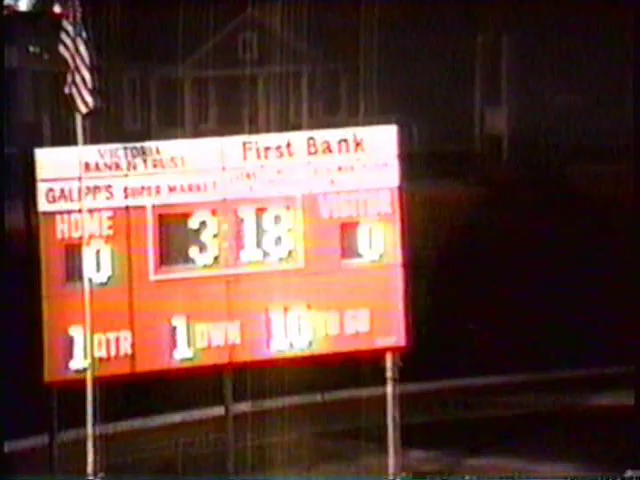 VICTORIA First Bank
BANK N TRUST
GALIPP'S SUPER MARKET
HOME VISITOR
0 3:18 0
1 QTR 1 DWN 10 TO GO